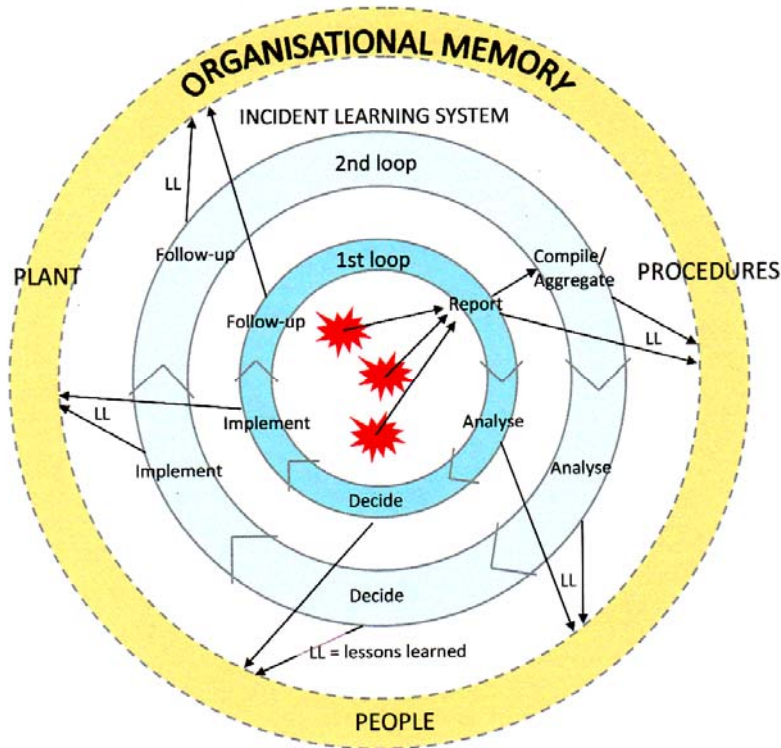 ORGANISATIONAL MEMORY
INCIDENT LEARNING SYSTEM
2nd loop
LL
Follow-up
Compile/
Aggregate
PLANT
PROCEDURES
1st loop
Report
Follow-up
LL
LL
Implement
Analyse
Implement
Analyse
Decide
LL
Decide
LL = lessons learned
PEOPLE